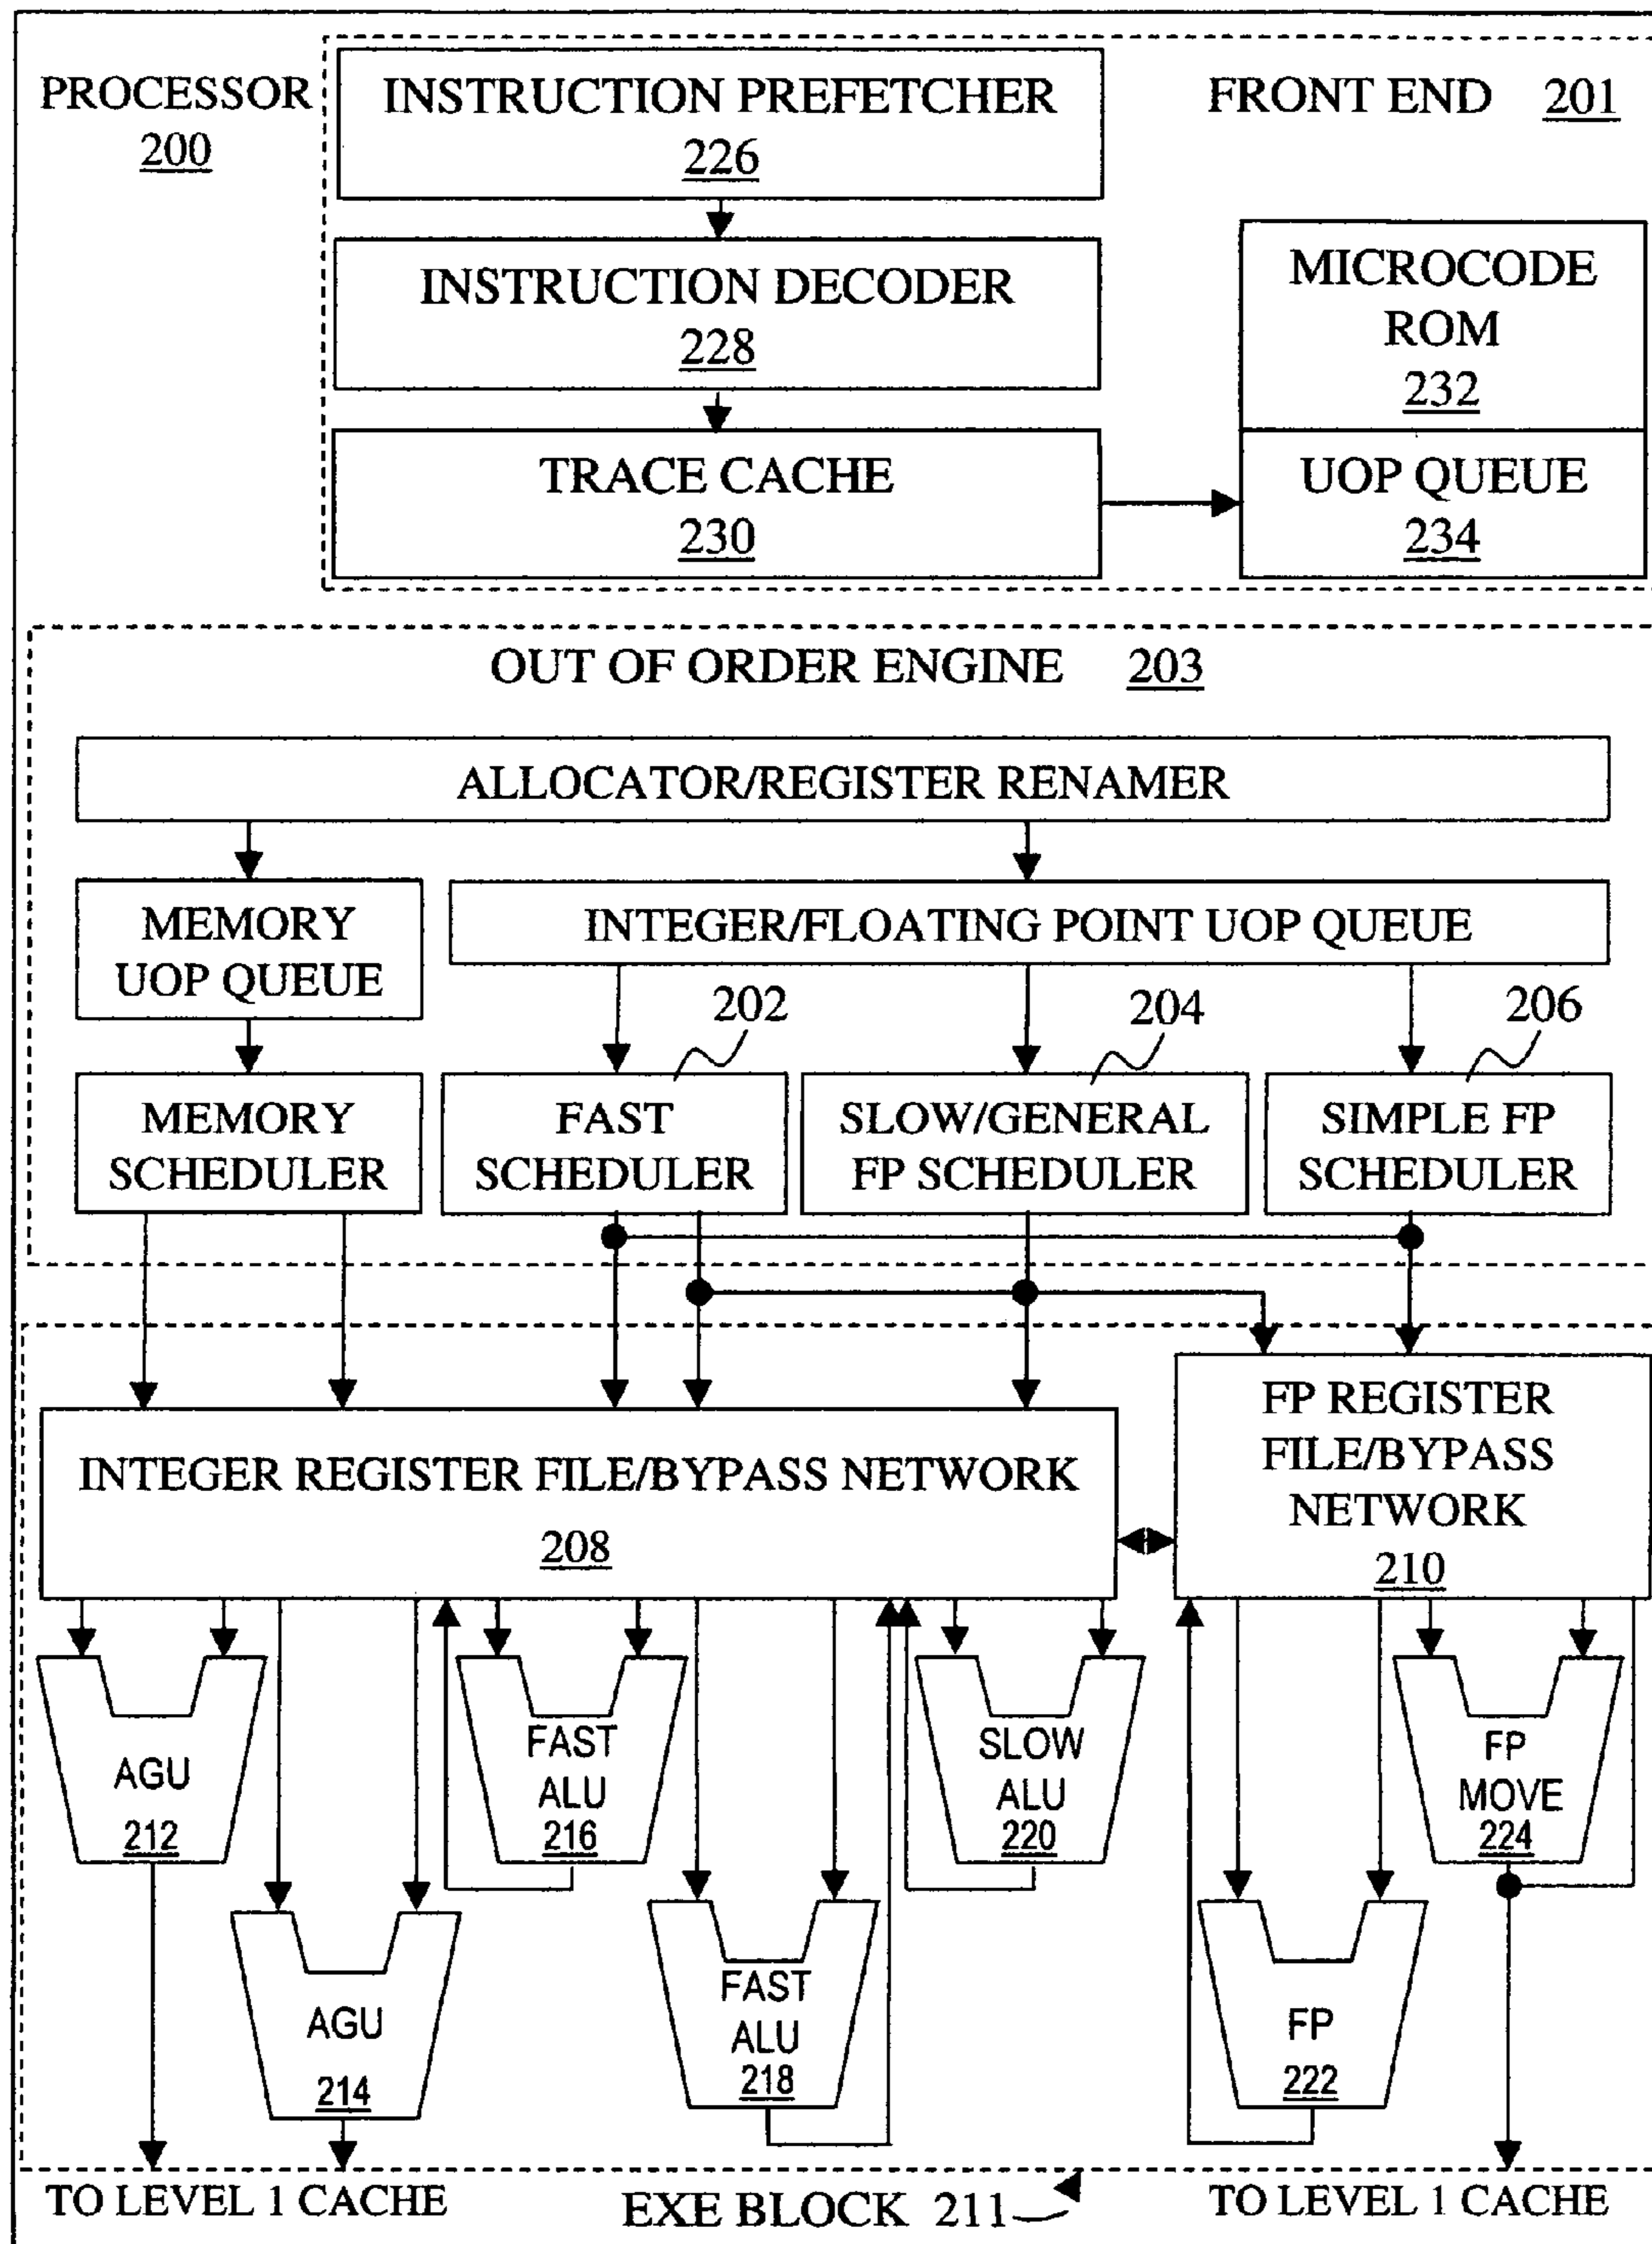 PROCESSOR
200
INSTRUCTION PREFETCHER
226
FRONT END 201
INSTRUCTION DECODER
228
MICROCODE
ROM
232
TRACE CACHE
230
UOP QUEUE
234
OUT OF ORDER ENGINE 203
ALLOCATOR/REGISTER RENAMER
MEMORY
UOP QUEUE
INTEGER/FLOATING POINT UOP QUEUE
202
204
206
MEMORY
SCHEDULER
FAST
SCHEDULER
SLOW/GENERAL
FP SCHEDULER
SIMPLE FP
SCHEDULER
INTEGER REGISTER FILE/BYPASS NETWORK
208
FP REGISTER
FILE/BYPASS
NETWORK
210
AGU
212
FAST
ALU
216
SLOW
ALU
220
FP
MOVE
224
AGU
214
FAST
ALU
218
FP
222
TO LEVEL 1 CACHE
EXE BLOCK 211
TO LEVEL 1 CACHE